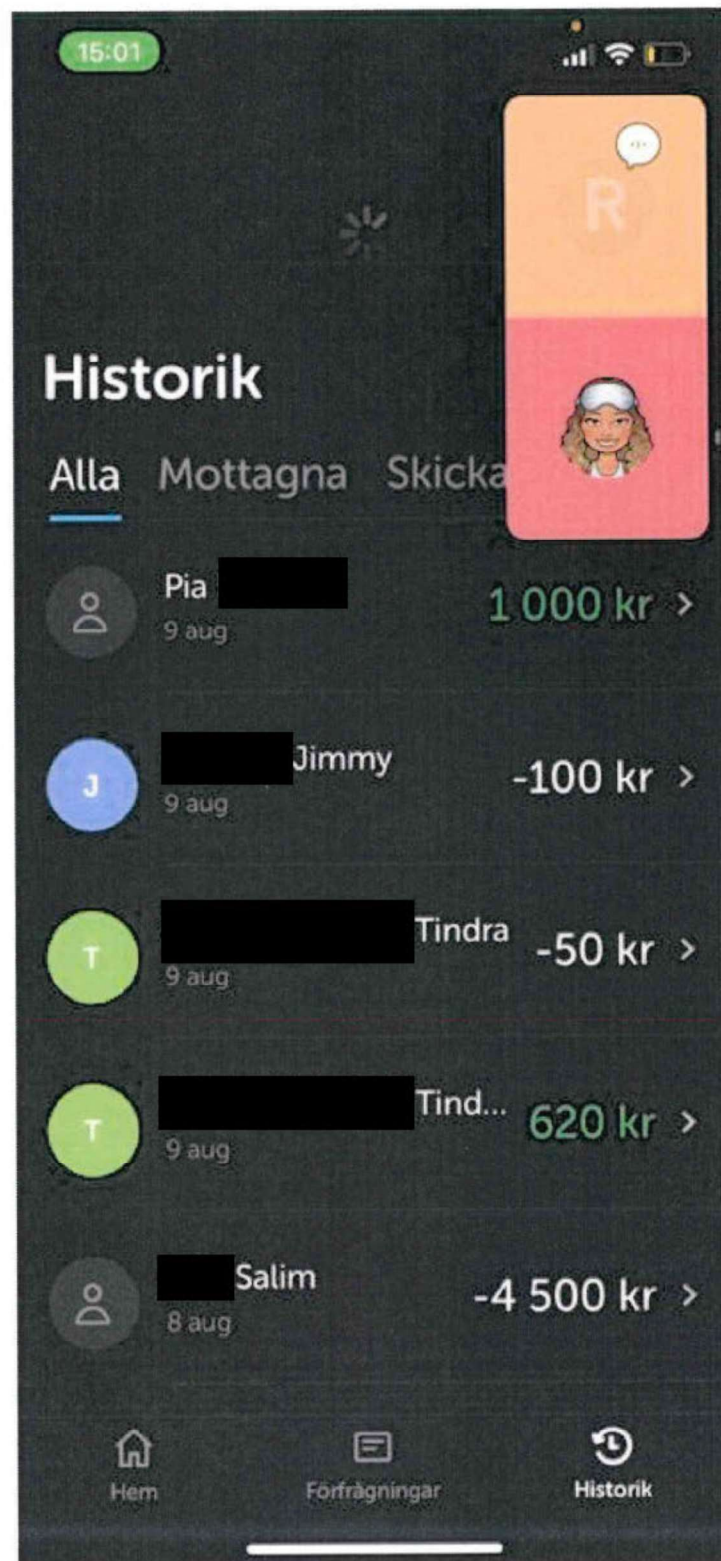 15:01
R
Historik
Alla Mottagna Skicka
Pia
9 aug
1 000 kr
Jimmy
9 aug
-100 kr
J
Tindra
9 aug
-50 kr
T
Tind...
9 aug
620 kr
T
Salim
8 aug
-4 500 kr
Hem Förfrågningar Historik